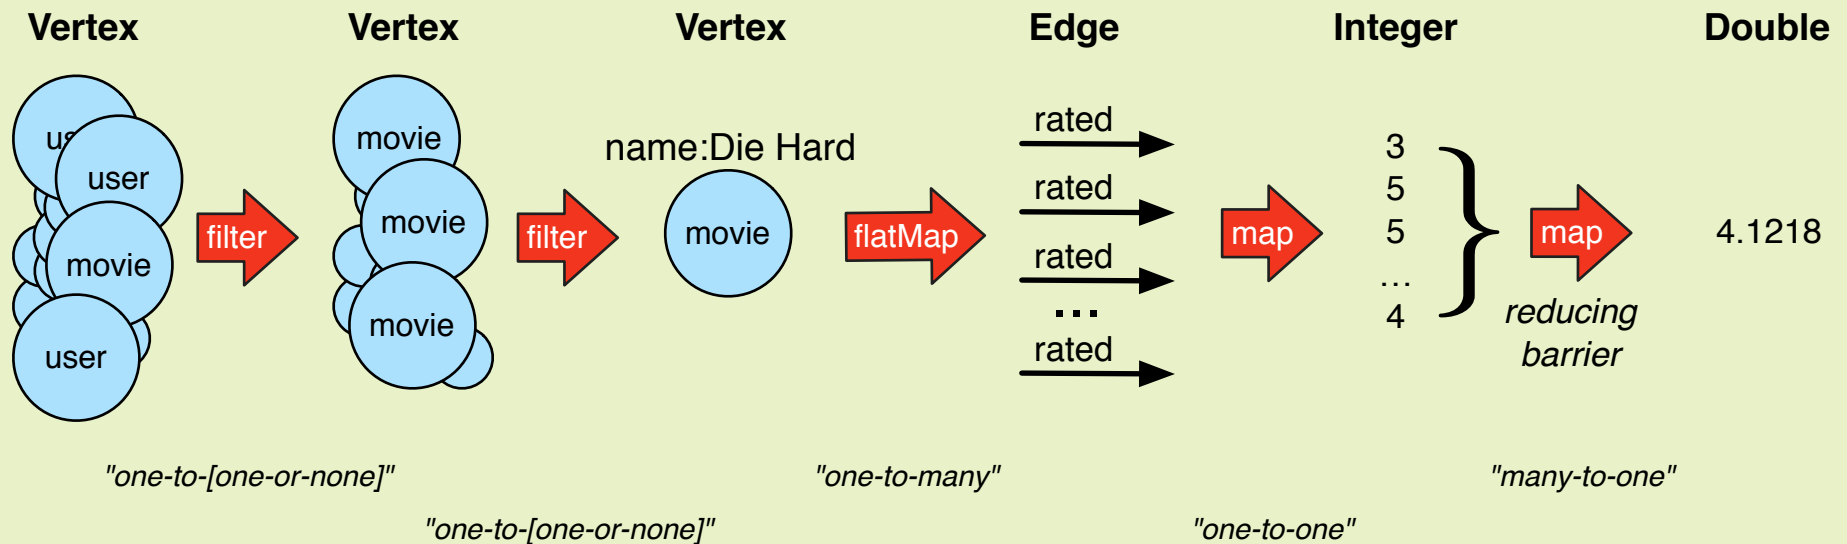 Vertex Vertex Vertex Edge Integer Double
user
user
movie
user
filter
movie
movie
movie
filter
name:Die Hard
movie
flatMap
rated
rated
rated
...
rated
map
3
5
5
...
4
map
reducing
barrier
4.1218
"one-to-[one-or-none]" "one-to-many" "many-to-one"
"one-to-[one-or-none]" "one-to-one"